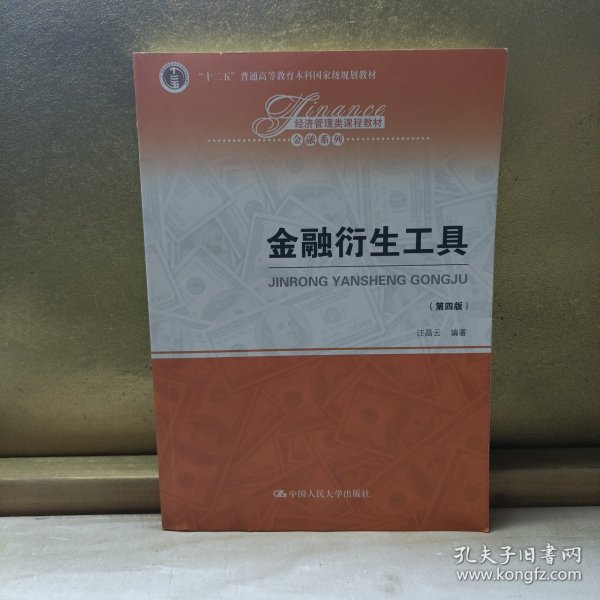 十二五
"十二五"普通高等教育本科国家级规划教材
Finance
经济管理类课程教材
金融系列
金融衍生工具
JINRONG YANSHENG GONGJU
(第四版)
汪昌云 编著
中国人民大学出版社
孔夫子旧书网
www.kongfz.com